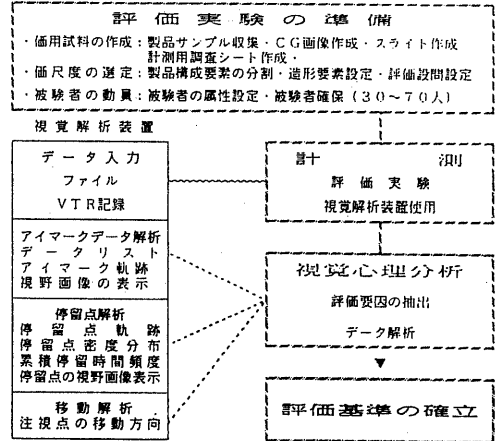 評価実験の準備
・価用試料の作成：製品サンプル収集・CG画像作成・スライト作成
計測用調査シート作成・
・価尺度の選定：製品構成要素の分割・造形要素設定・評価設問設定
・被験者の動員：被験者の属性設定・被験者確保（30～70人）
視覚解析装置
データ入力
ファイル
VTR記録
アイマークデータ解析
データリスト
アイマーク軌跡
視野画像の表示
停留点解析
停留点軌跡
停留点密度分布
累積停留時間頻度
停留点の視野画像表示
移動解析
注視点の移動方向
計測
評価実験
視覚解析装置使用
視覚心理分析
評価要因の抽出
データ解析
評価基準の確立